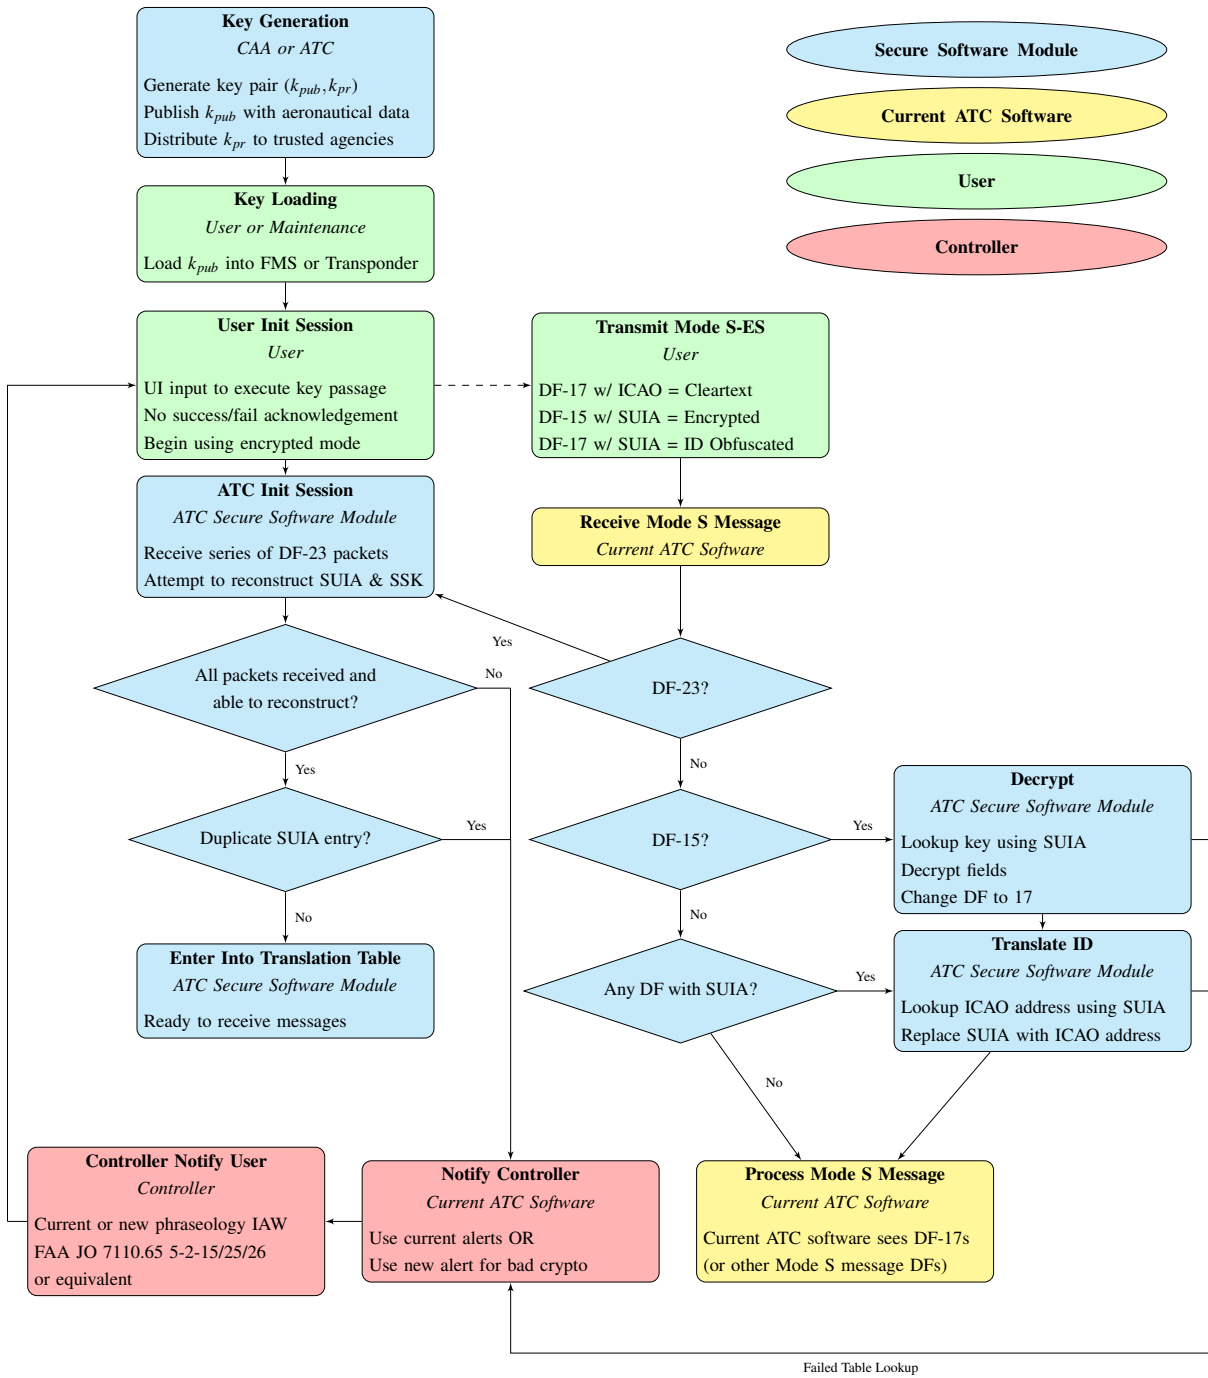 Key Generation
CAA or ATC
Generate key pair (k_pub, k_pr)
Publish k_pub with aeronautical data
Distribute k_pr to trusted agencies
Secure Software Module
Current ATC Software
User
Controller
Key Loading
User or Maintenance
Load k_pub into FMS or Transponder
User Init Session
User
UI input to execute key passage
No success/fail acknowledgement
Begin using encrypted mode
Transmit Mode S-ES
User
DF-17 w/ ICAO = Cleartext
DF-15 w/ SUIA = Encrypted
DF-17 w/ SUIA = ID Obfuscated
ATC Init Session
ATC Secure Software Module
Receive series of DF-23 packets
Attempt to reconstruct SUIA & SSK
Receive Mode S Message
Current ATC Software
Yes
All packets received and
able to reconstruct?
No
DF-23?
Yes
No
Duplicate SUIA entry?
Yes
DF-15?
Yes
Decrypt
ATC Secure Software Module
Lookup key using SUIA
Decrypt fields
Change DF to 17
No
No
Enter Into Translation Table
ATC Secure Software Module
Ready to receive messages
Any DF with SUIA?
Yes
Translate ID
ATC Secure Software Module
Lookup ICAO address using SUIA
Replace SUIA with ICAO address
No
Controller Notify User
Controller
Current or new phraseology IAW
FAA JO 7110.65 5-2-15/25/26
or equivalent
Notify Controller
Current ATC Software
Use current alerts OR
Use new alert for bad crypto
Process Mode S Message
Current ATC Software
Current ATC software sees DF-17s
(or other Mode S message DFs)
Failed Table Lookup